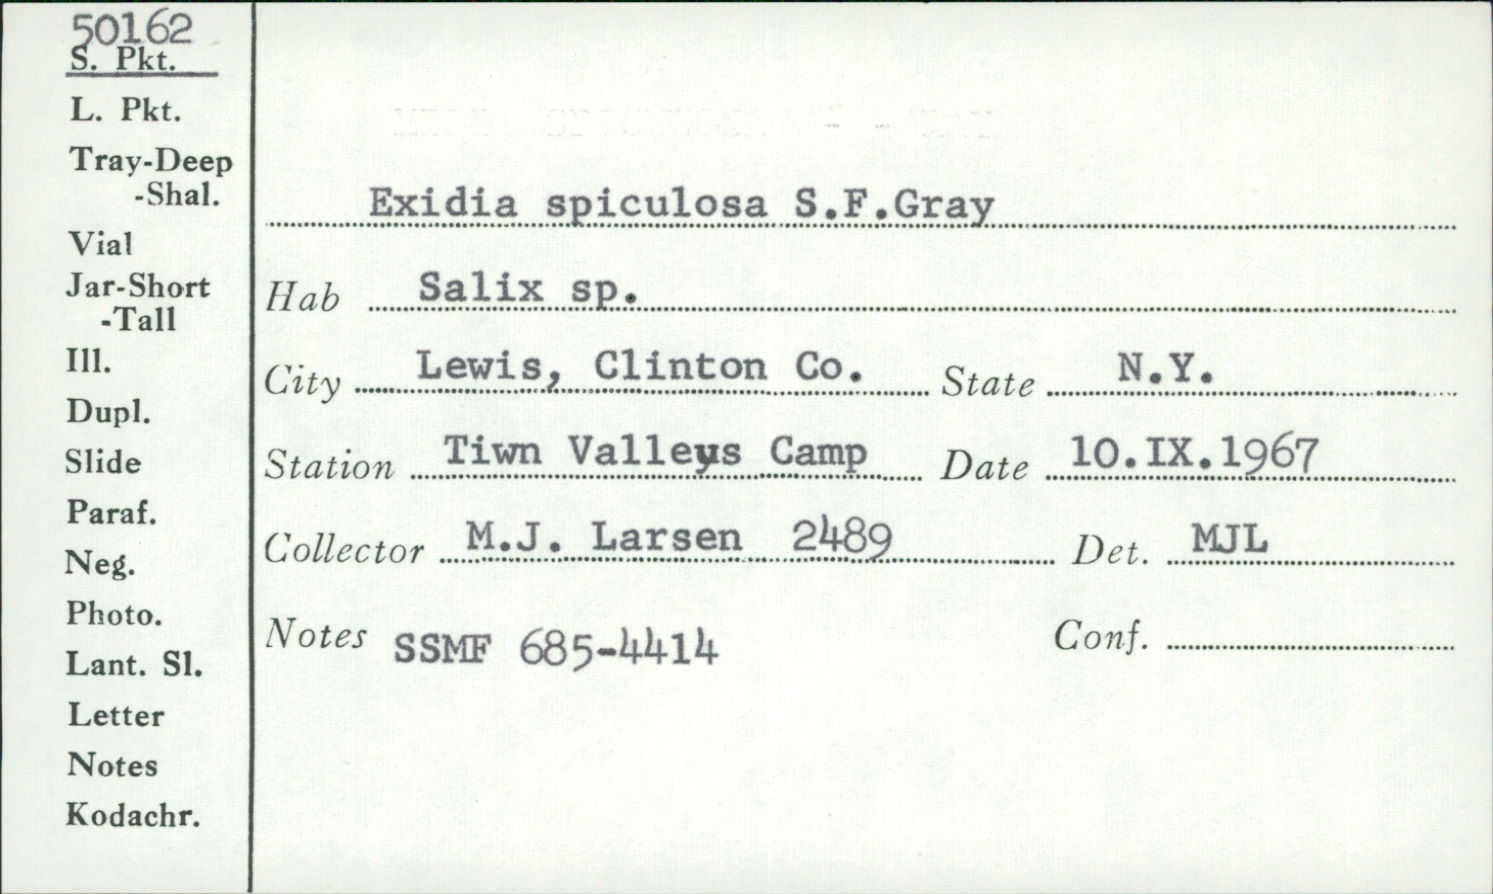 50162
S. Pkt.
L. Pkt.
Tray-Deep
-Shal.
Vial
Jar-Short
-Tall
Ill.
Dupl.
Slide
Paraf.
Neg.
Photo.
Lant. Sl.
Letter
Notes
Kodachr.
Exidia spiculosa S.F.Gray
Hab Salix sp.
City Lewis, Clinton Co. State N.Y.
Station Tiwn Valleys Camp Date 10.IX.1967
Collector M.J. Larsen 2489 Det. MJL
Notes SSMF 685-4414 Conf.